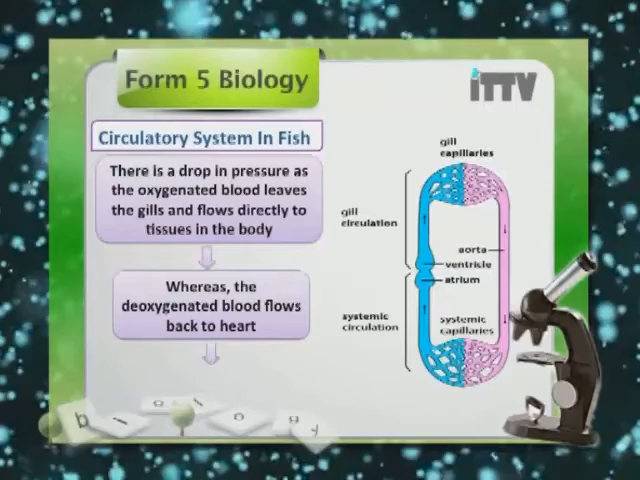 Form 5 Biology
iTTV
Circulatory System In Fish
There is a drop in pressure as
the oxygenated blood leaves
the gills and flows directly to
tissues in the body
Whereas, the
deoxygenated blood flows
back to heart
gill
capillaries
gill
circulation
aorta
ventricle
atrium
systemic
circulation
systemic
capillaries
b i o l o g y